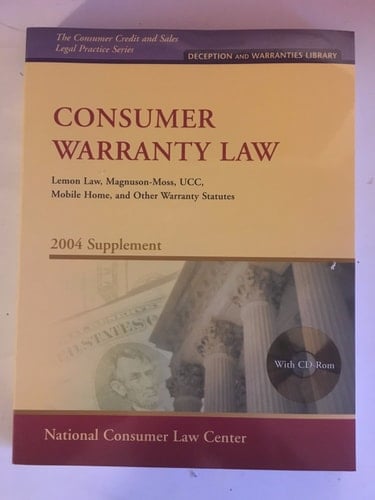 The Consumer Credit and Sales
Legal Practice Series
DECEPTION AND WARRANTIES LIBRARY
CONSUMER
WARRANTY LAW
Lemon Law, Magnuson-Moss, UCC,
Mobile Home, and Other Warranty Statutes
2004 Supplement
With CD-Rom
National Consumer Law Center